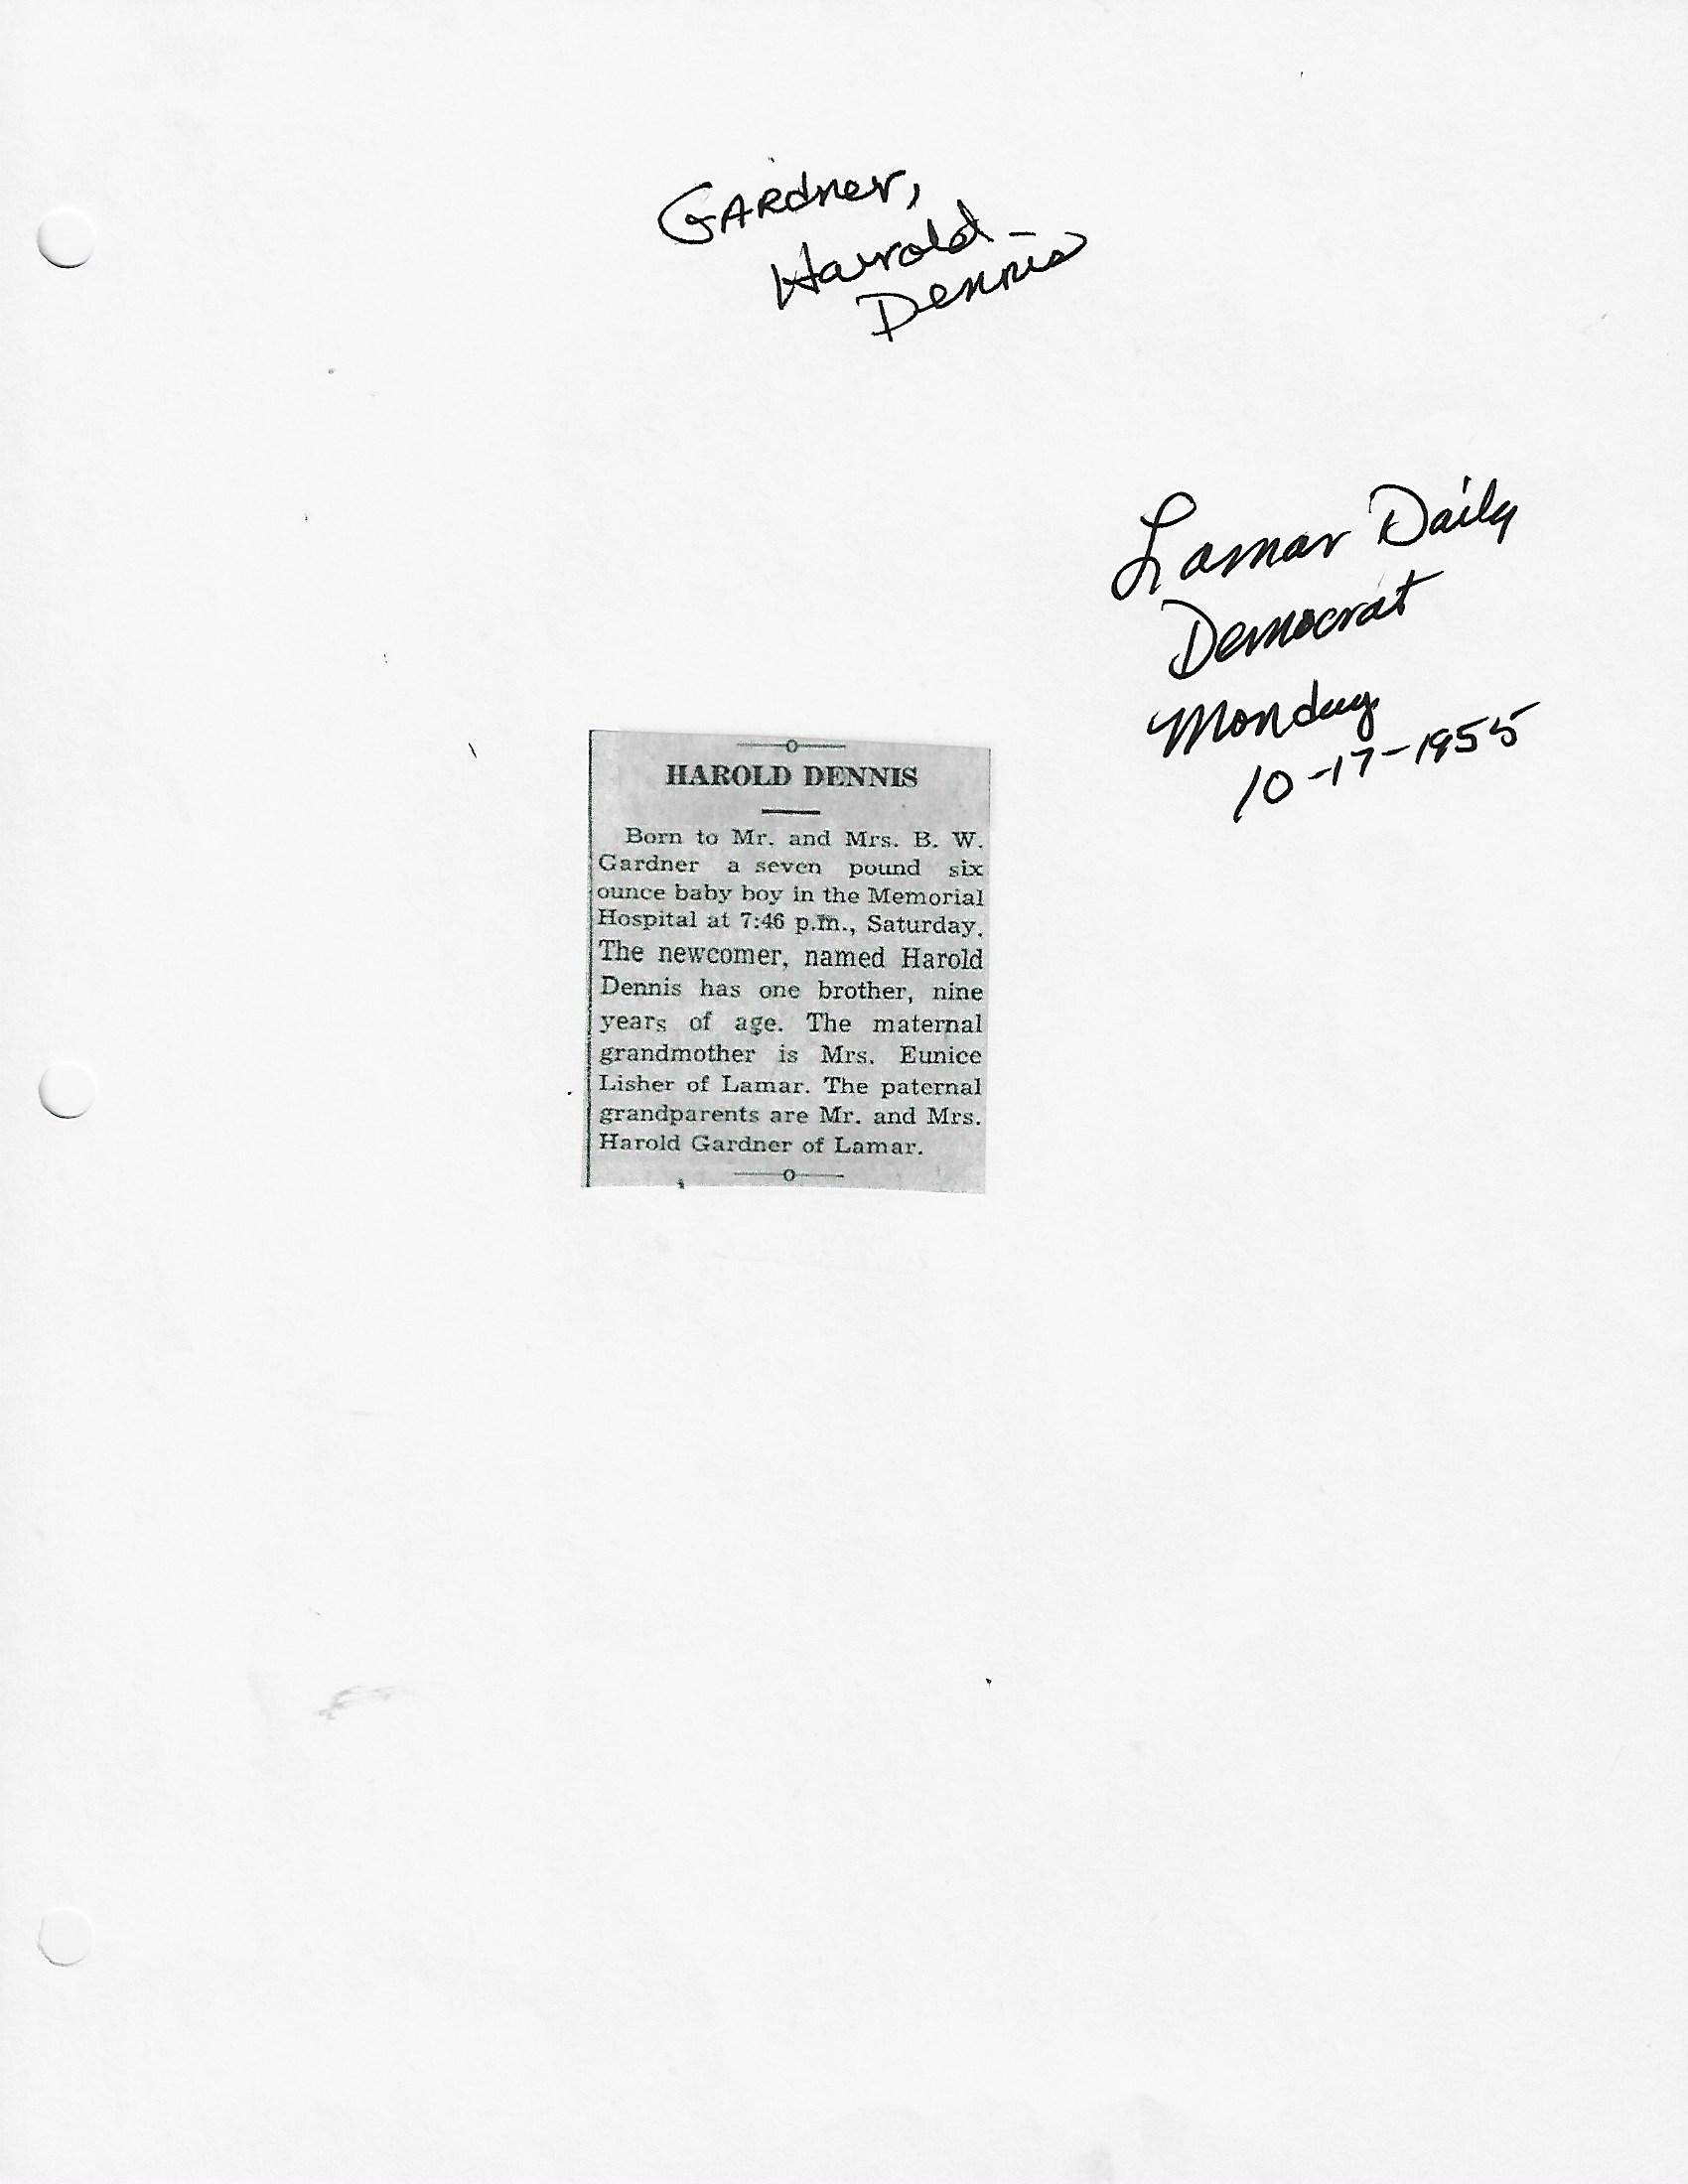 GARdner,
Harold
Dennis
Lamar Daily
Democrat
Monday
10-17-1955
HAROLD DENNIS
Born to Mr. and Mrs. B. W.
Gardner a seven pound six
ounce baby boy in the Memorial
Hospital at 7:46 p.m., Saturday.
The newcomer, named Harold
Dennis has one brother, nine
years of age. The maternal
grandmother is Mrs. Eunice
Lisher of Lamar. The paternal
grandparents are Mr. and Mrs.
Harold Gardner of Lamar.